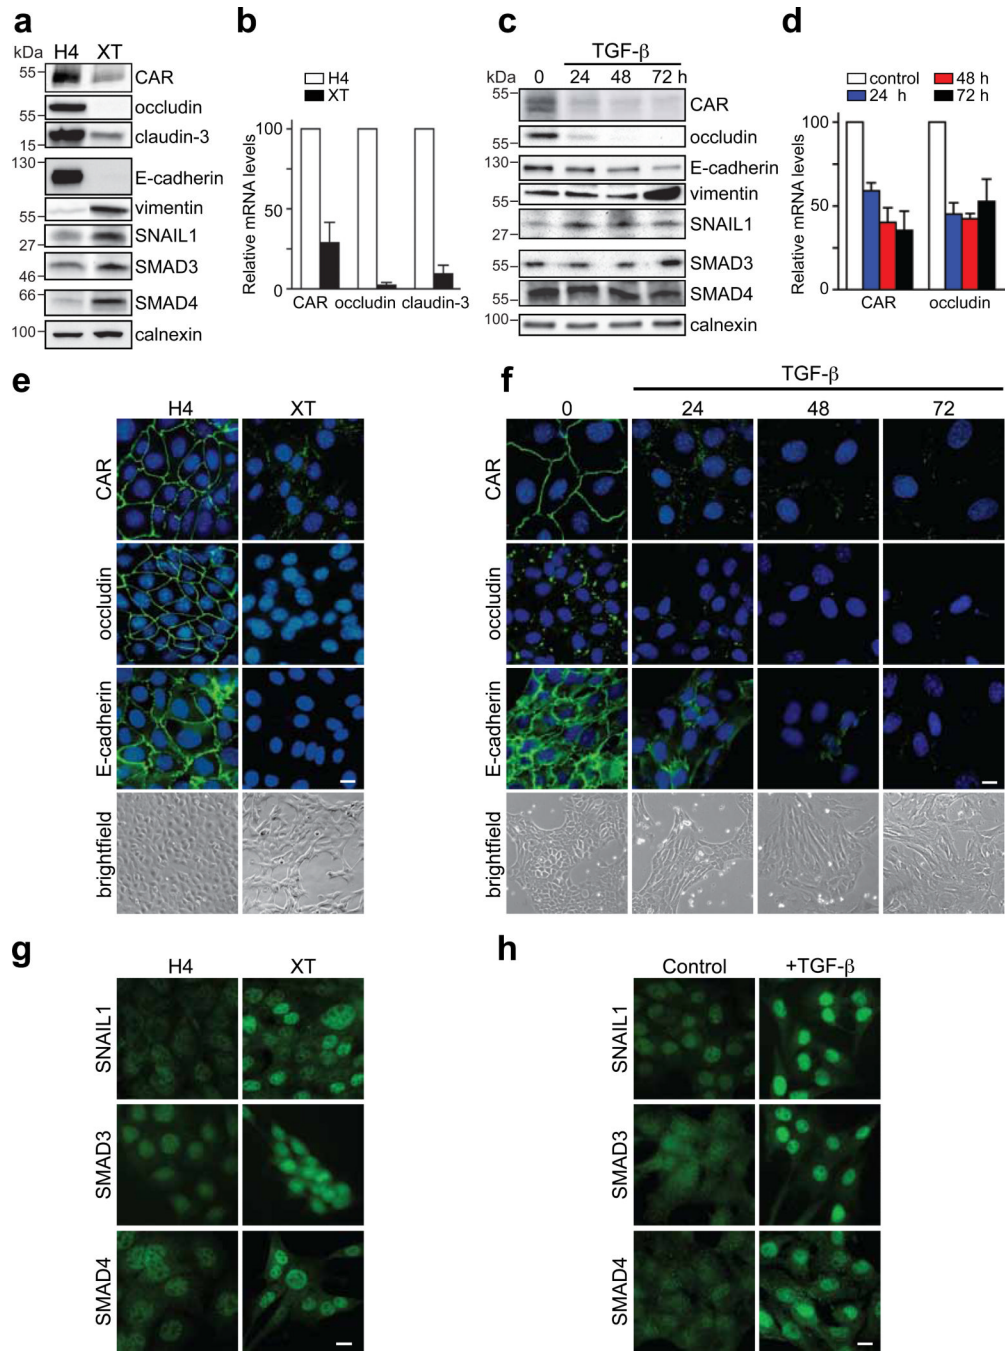 a
kDa H4 XT
55 CAR
55 occludin
15 claudin-3
130 E-cadherin
55 vimentin
27 SNAIL1
46 SMAD3
66 SMAD4
100 calnexin
b
H4
XT
Relative mRNA levels
100
50
0
CAR occludin claudin-3
c
TGF-β
kDa 0 24 48 72 h
55 CAR
55 occludin
130 E-cadherin
55 vimentin
27 SNAIL1
55 SMAD3
55 SMAD4
100 calnexin
d
control 48 h
24 h 72 h
Relative mRNA levels
100
50
0
CAR occludin
e
H4 XT
CAR
occludin
E-cadherin
brightfield
f
TGF-β
0 24 48 72
CAR
occludin
E-cadherin
brightfield
g
H4 XT
SNAIL1
SMAD3
SMAD4
h
Control +TGF-β
SNAIL1
SMAD3
SMAD4